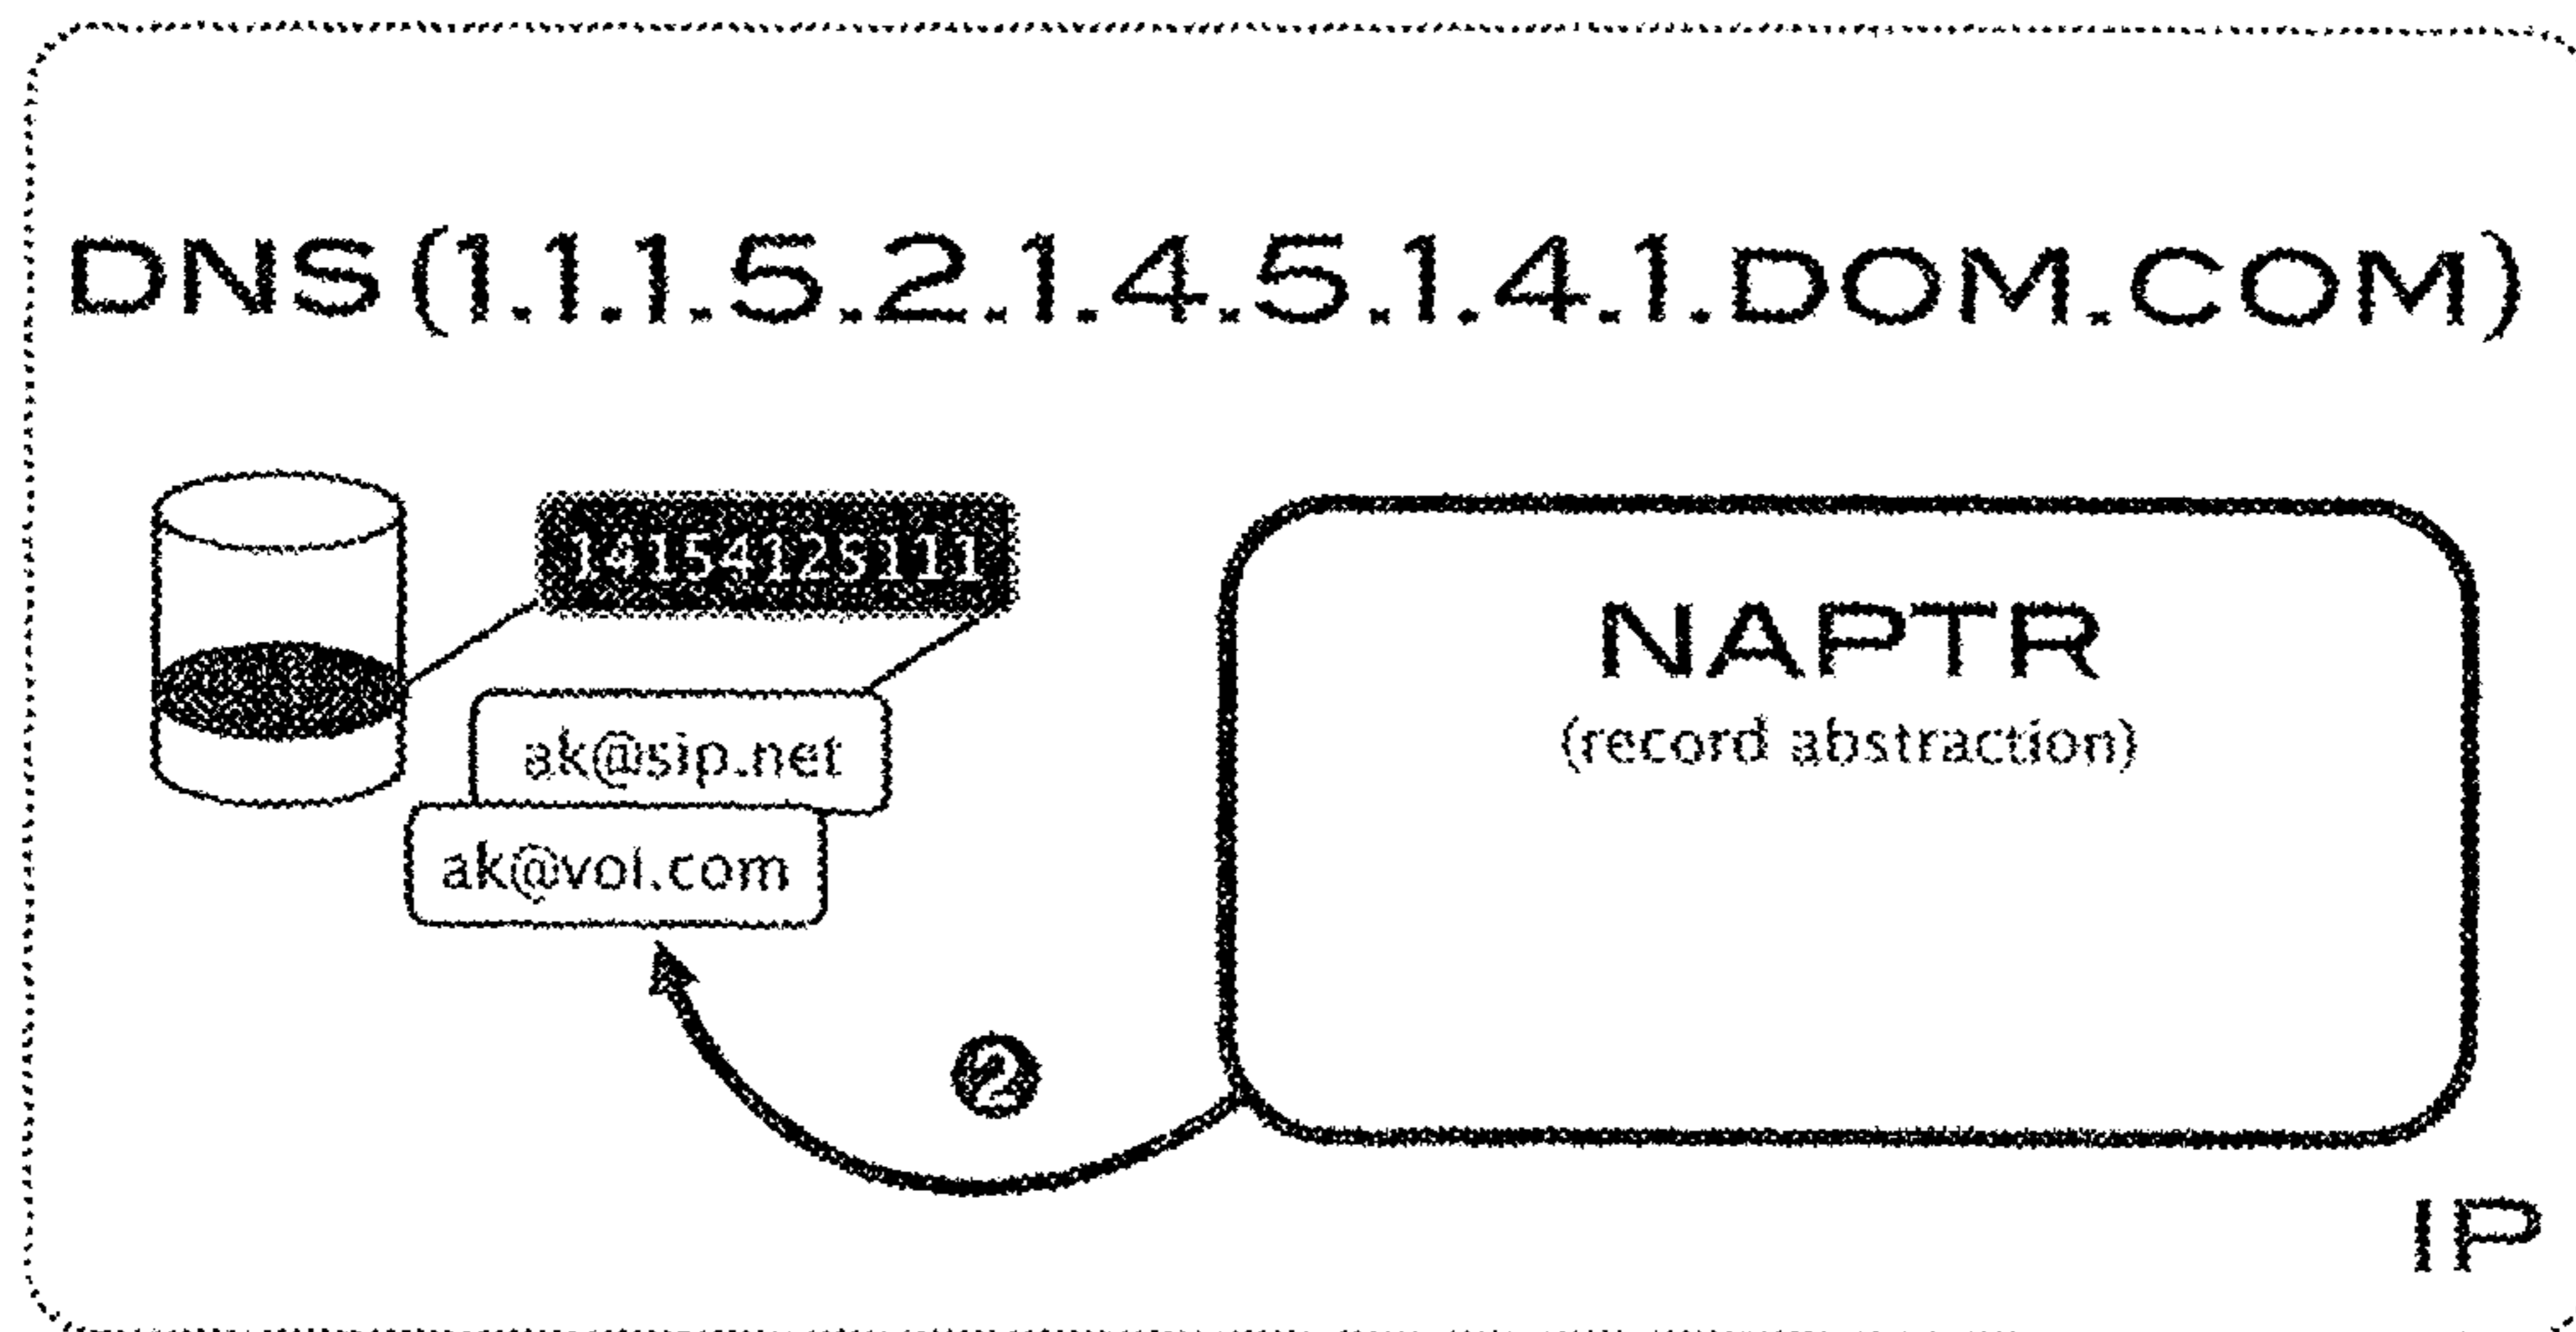 DNS(1.1.1.5.2.1.4.5.1.4.1.DOM.COM)
14154125111
NAPTR
(record abstraction)
ak@sip.net
ak@vol.com
2
IP